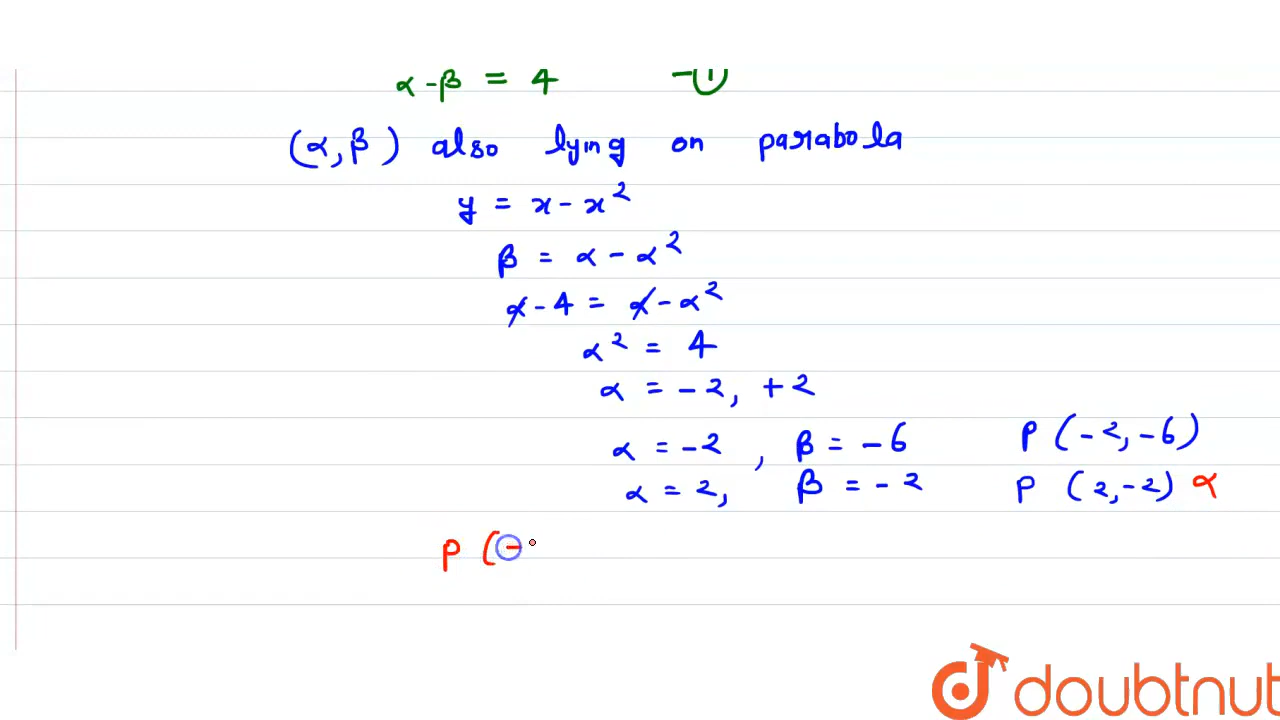 α - β = 4 - ①
(α, β) also lying on parabola
y = x - x²
β = α - α²
α - 4 = α - α²
α² = 4
α = -2, +2
α = -2 , β = -6 P (-2, -6)
α = 2, β = -2 P (2, -2) α
P (-
doubtnut